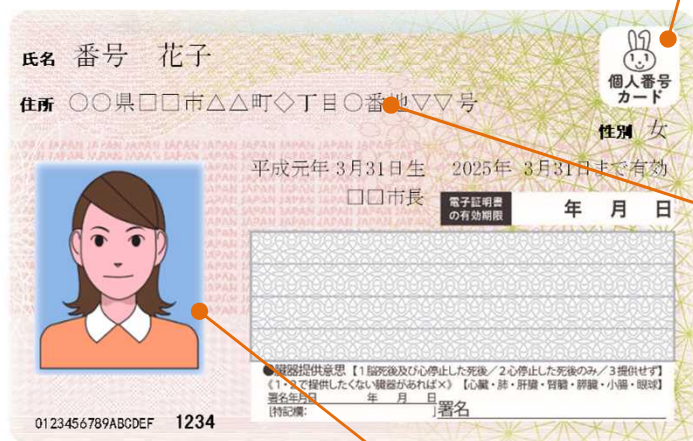 氏名 番号 花子
個人番号
カード
住所 ○○県□□市△△町◇丁目○番地▽▽号
性別 女
平成元年 3月31日生 2025年 3月31日まで有効
□□市長
電子証明書
の有効期限
年 月 日
●臓器提供意思【1脳死後及び心停止した死後/2心停止した死後のみ/3提供せず】
《1・2で提供したくない臓器があれば×》【心臓・肺・肝臓・腎臓・膵臓・小腸・眼球】
署名年月日 年 月 日
[特記欄: ]署名
0123456789ABCDEF 1234